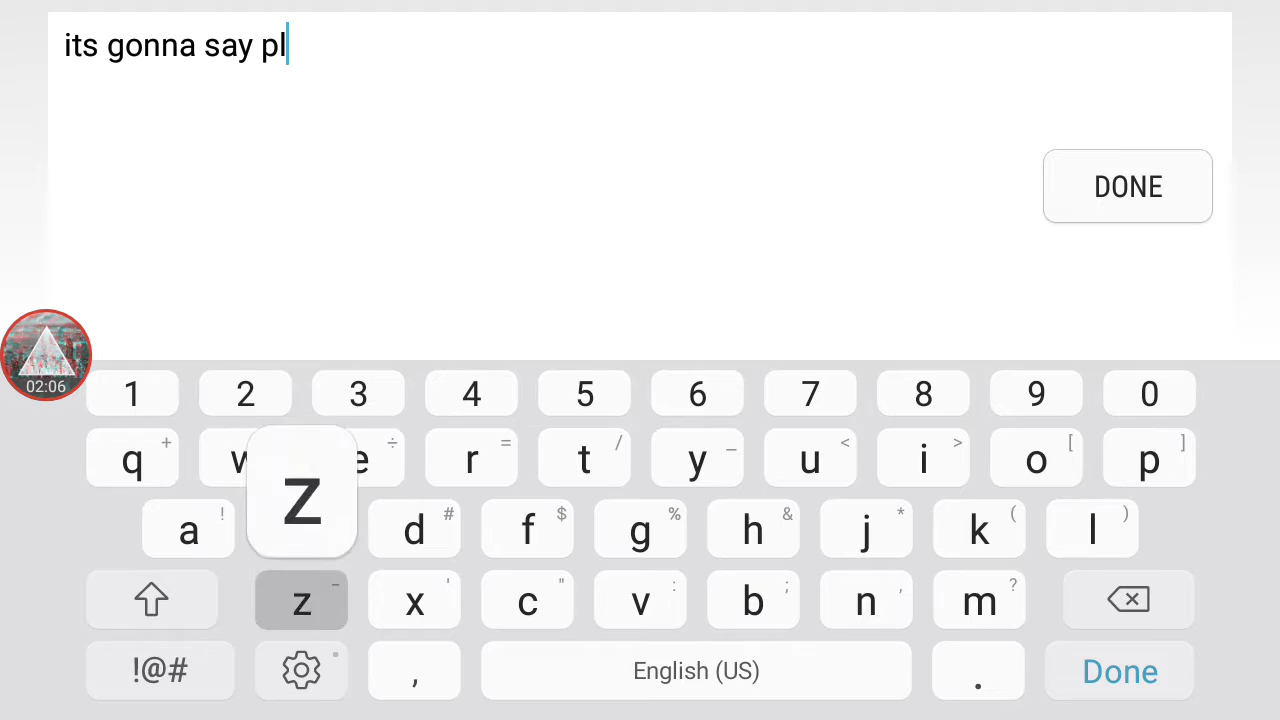 its gonna say pl
DONE
02:06
1 2 3 4 5 6 7 8 9 0
q + w e ÷ r = t / y _ u < i > o [ p ]
z
a ! d # f $ g % h & j * k ( l )
z - x ' c " v : b ; n , m ?
!@# , English (US) . Done